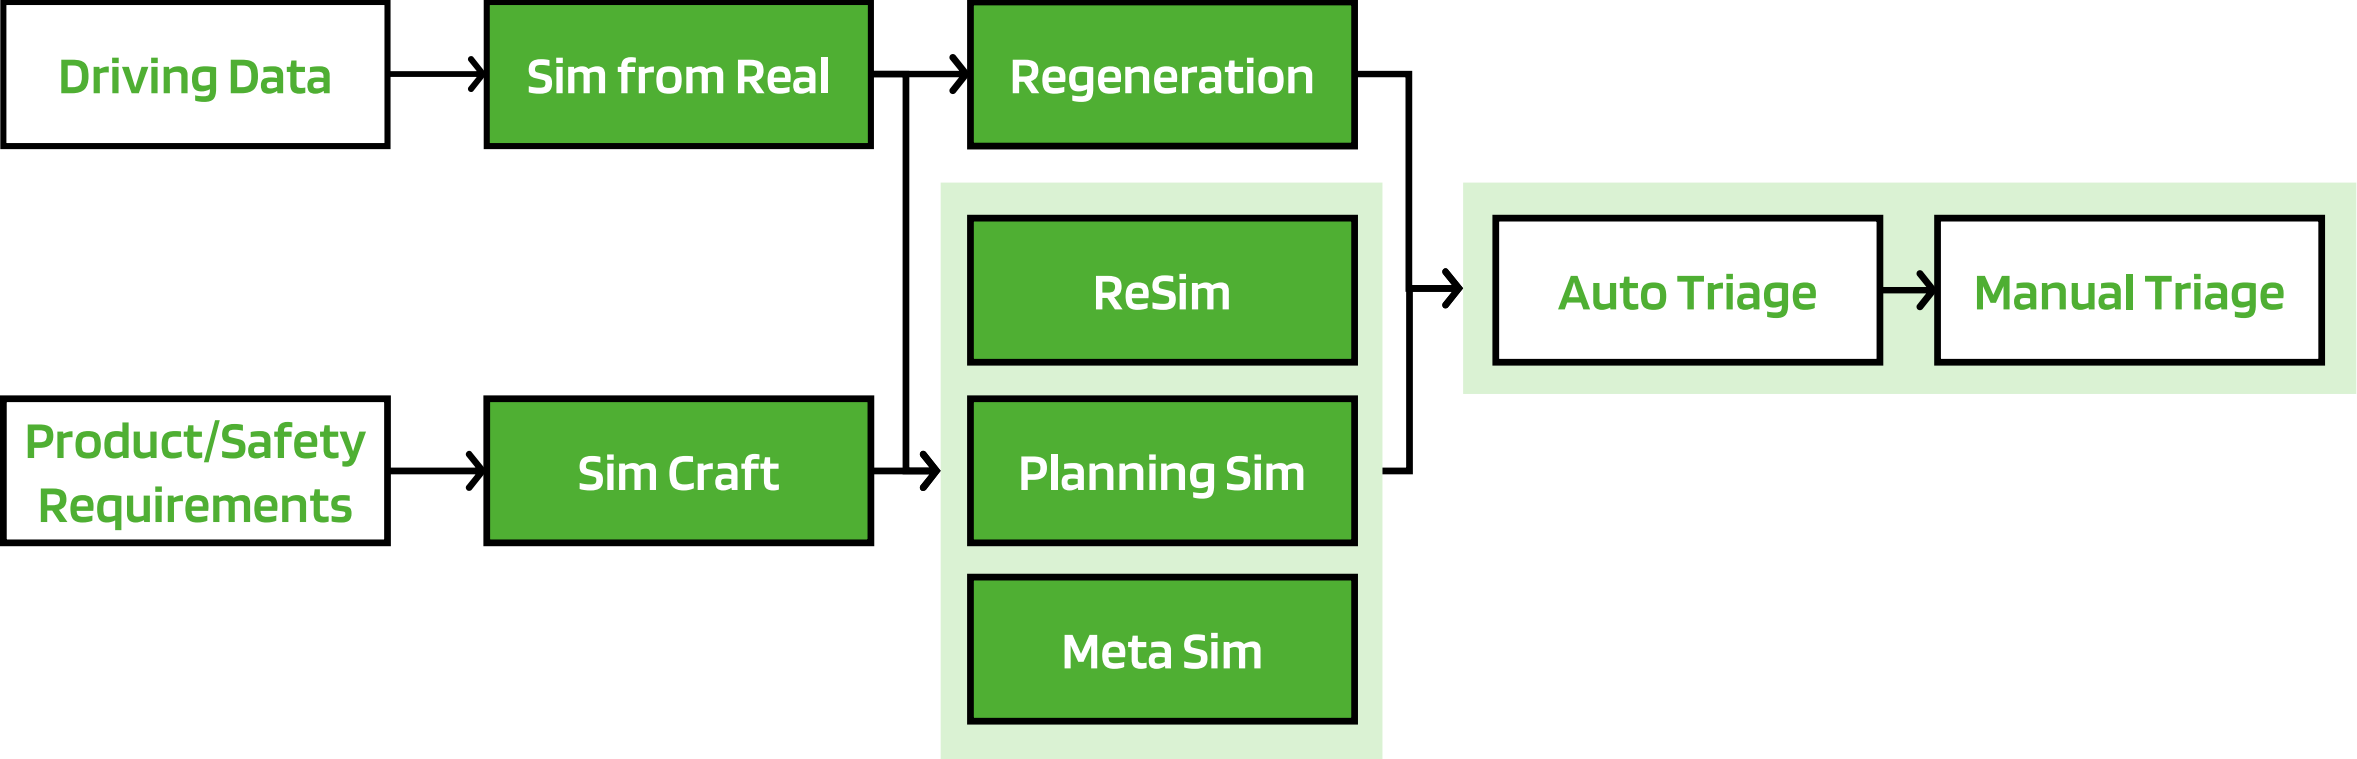 Driving Data
Sim from Real
Regeneration
ReSim
Auto Triage
Manual Triage
Product/Safety
Requirements
Sim Craft
Planning Sim
Meta Sim